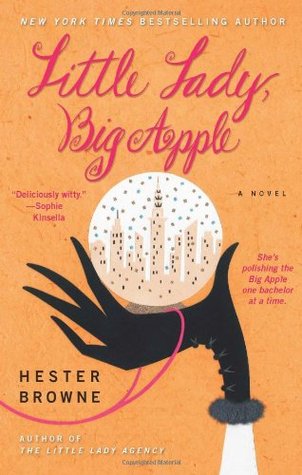 NEW YORK TIMES BESTSELLING AUTHOR
Little Lady,
Big Apple
"Deliciously witty."
—Sophie
Kinsella
A NOVEL
She's
polishing the
Big Apple
one bachelor
at a time.
HESTER
BROWNE
AUTHOR OF
THE LITTLE LADY AGENCY